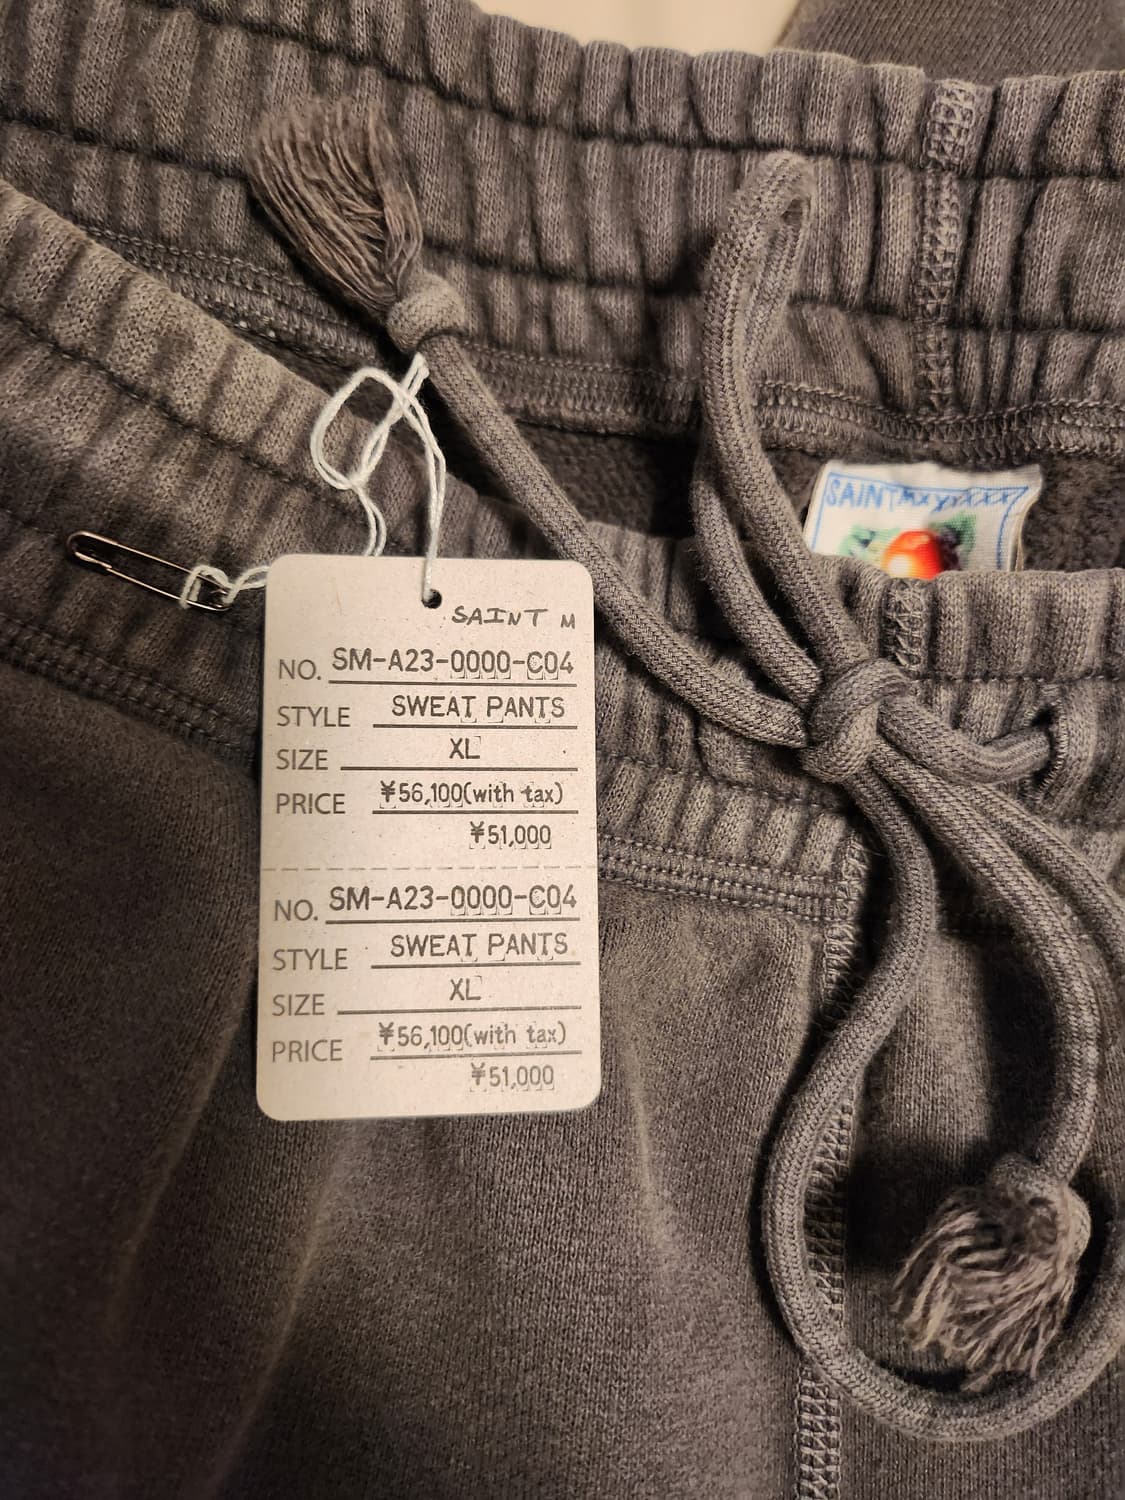 SAINT Mxxxxxx
SAINT M
NO. SM-A23-0000-C04
STYLE SWEAT PANTS
SIZE XL
PRICE ¥56,100(with tax)
¥51,000
NO. SM-A23-0000-C04
STYLE SWEAT PANTS
SIZE XL
PRICE ¥56,100(with tax)
¥51,000